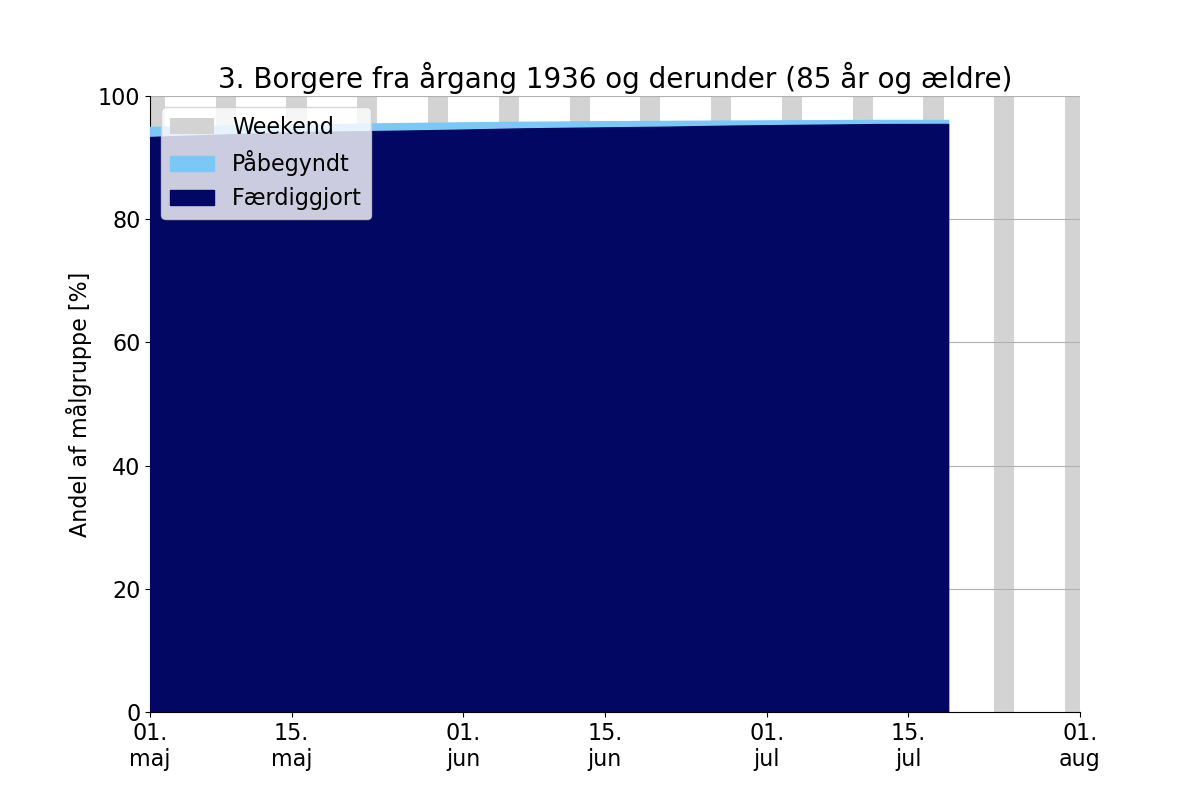 3. Borgere fra årgang 1936 og derunder (85 år og ældre)
Andel af målgruppe [%]
100
80
60
40
20
0
Weekend
Påbegyndt
Færdiggjort
01. maj
15. maj
01. jun
15. jun
01. jul
15. jul
01. aug